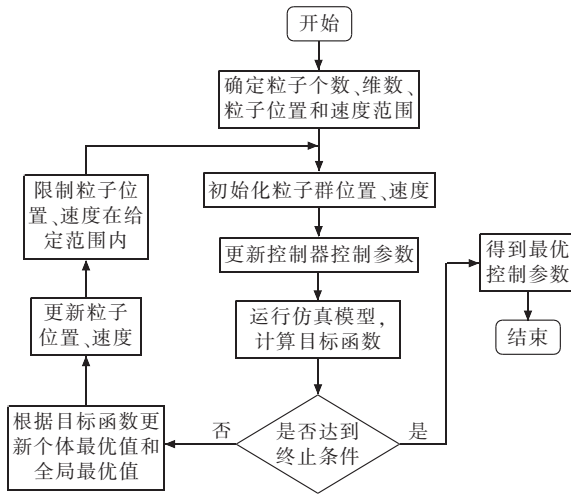 开始
确定粒子个数、维数、
粒子位置和速度范围
限制粒子位
置、速度在给
定范围内
初始化粒子群位置、速度
更新控制器控制参数
得到最优
控制参数
更新粒子
位置、速度
运行仿真模型,
计算目标函数
结束
根据目标函数更
新个体最优值和
全局最优值
否
是否达到
终止条件
是